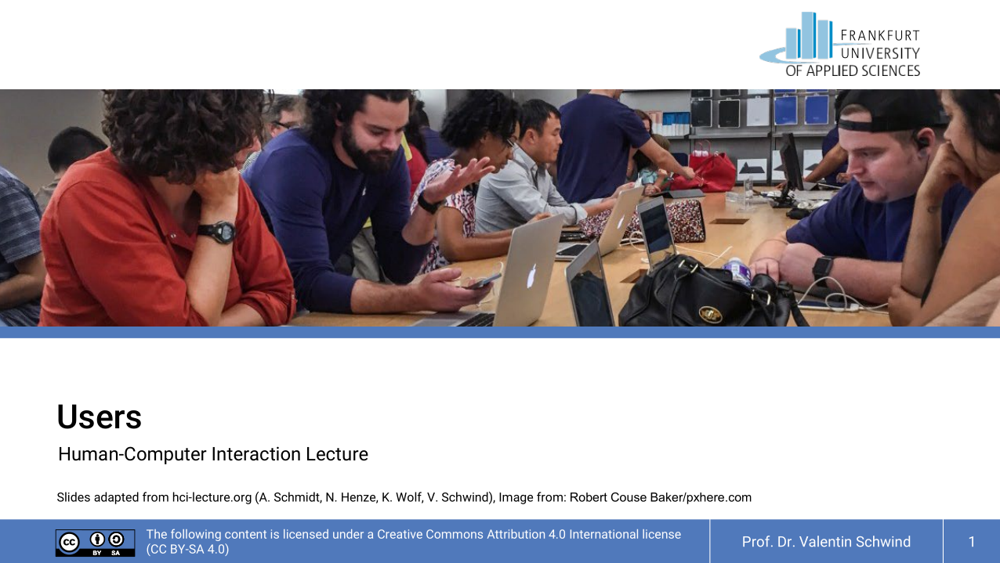 FRANKFURT
UNIVERSITY
OF APPLIED SCIENCES
Users
Human-Computer Interaction Lecture
Slides adapted from hci-lecture.org (A. Schmidt, N. Henze, K. Wolf, V. Schwind), Image from: Robert Couse Baker/pxhere.com
cc
BY SA
The following content is licensed under a Creative Commons Attribution 4.0 International license
(CC BY-SA 4.0)
Prof. Dr. Valentin Schwind
1